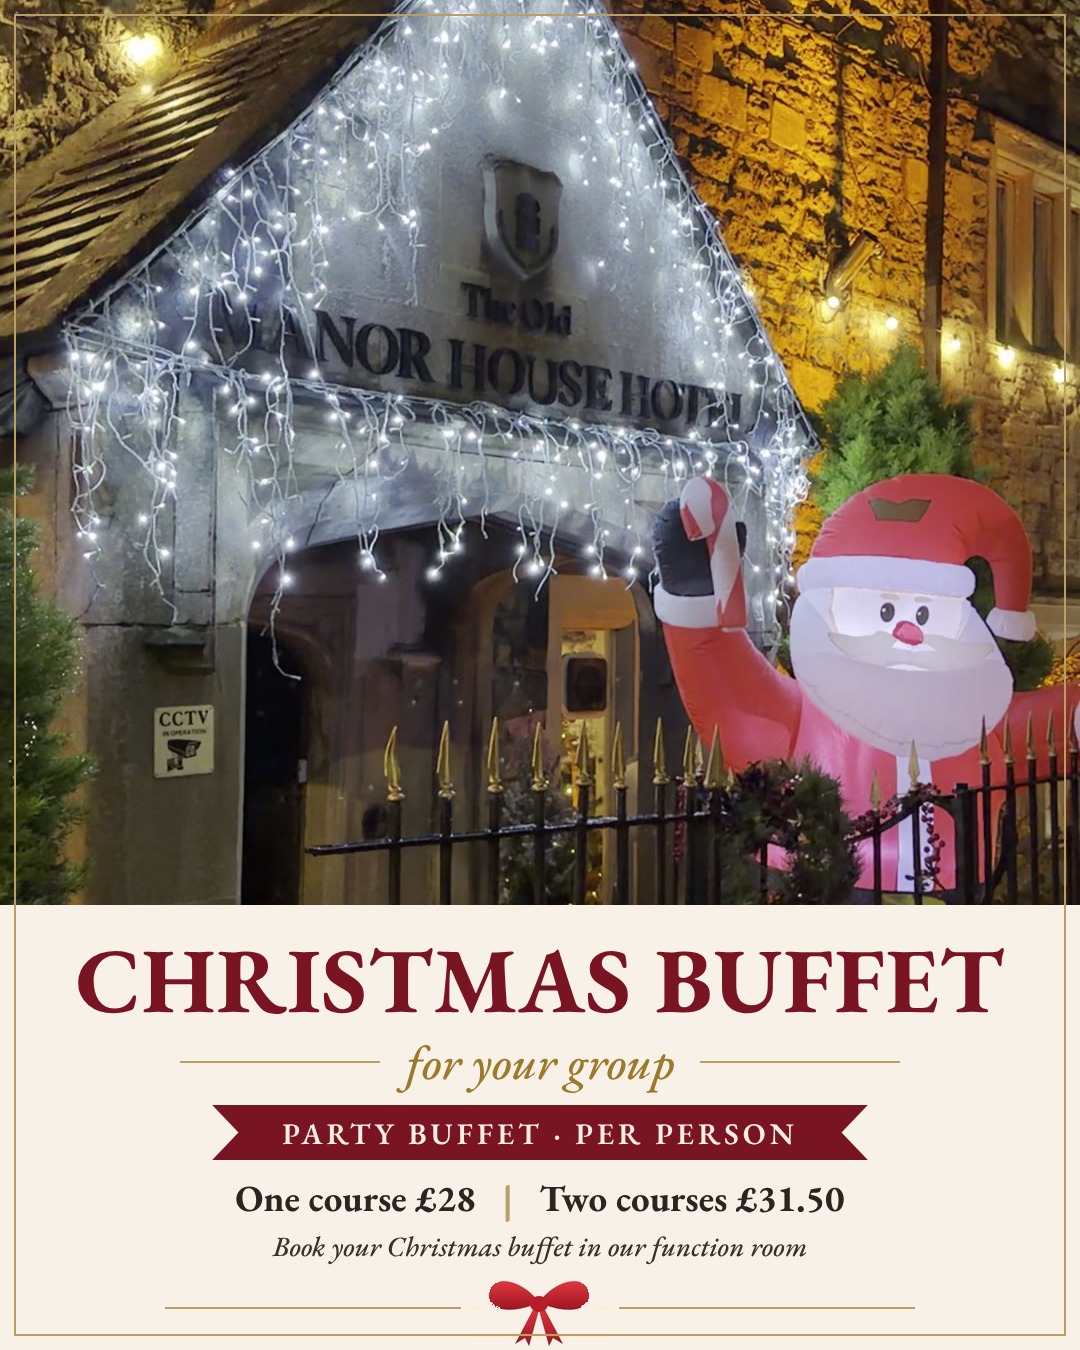 The Old
MANOR HOUSE HOTEL
CCTV
IN OPERATION
CHRISTMAS BUFFET
for your group
PARTY BUFFET · PER PERSON
One course £28 | Two courses £31.50
Book your Christmas buffet in our function room